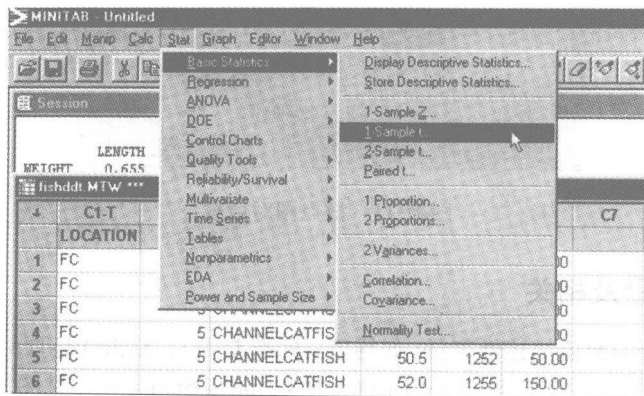 MINITAB - Untitled
File Edit Manip Calc Stat Graph Editor Window Help
Session
LENGTH
WEIGHT 0.655
fishddt.MTW ***
Basic Statistics
Regression
ANOVA
DOE
Control Charts
Quality Tools
Reliability/Survival
Multivariate
Time Series
Tables
Nonparametrics
EDA
Power and Sample Size
Display Descriptive Statistics...
Store Descriptive Statistics...
1-Sample Z...
1-Sample t...
2-Sample t...
Paired t...
1 Proportion...
2 Proportions...
2 Variances...
Correlation...
Covariance...
Normality Test...
C1-T C7
LOCATION
1 FC
2 FC
3 FC
4 FC 5 CHANNELCATFIS
5 FC 5 CHANNELCATFISH 50.5 1252 50.00
6 FC 5 CHANNELCATFISH 52.0 1255 150.00